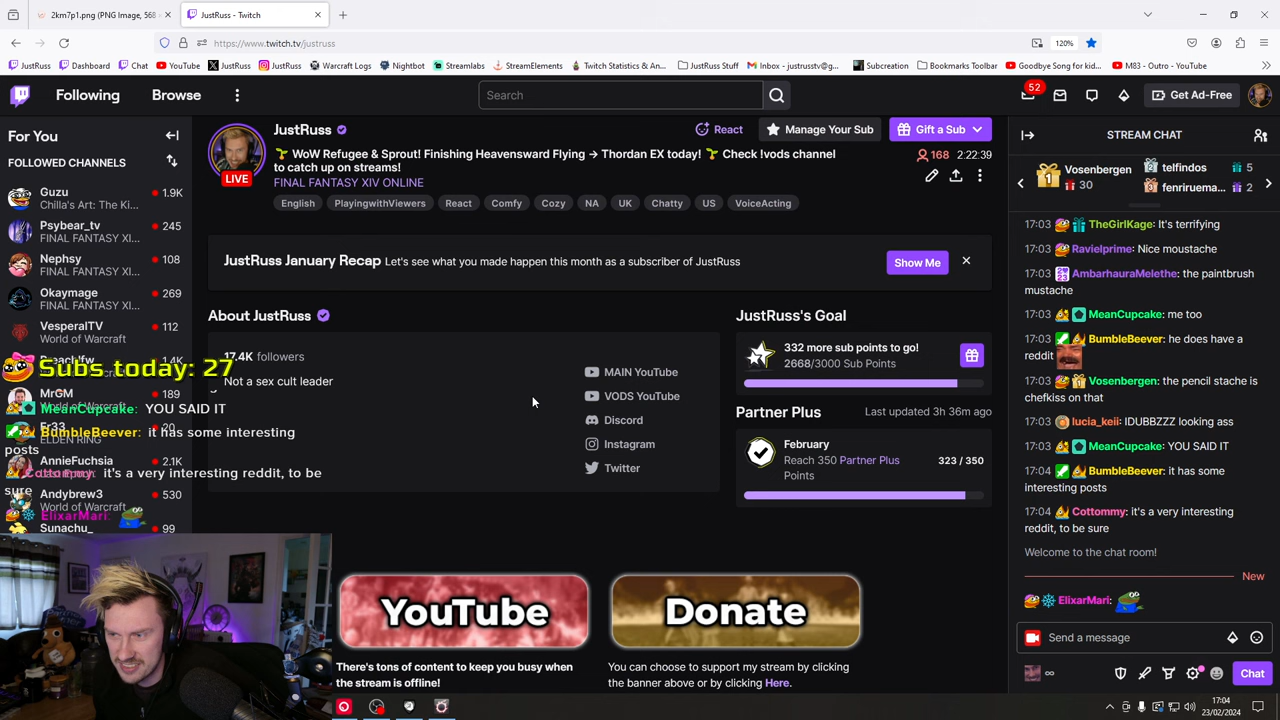 2km7p1.png (PNG Image, 568
JustRuss - Twitch
https://www.twitch.tv/justruss
120%
JustRuss
Dashboard
Chat
YouTube
JustRuss
JustRuss
Warcraft Logs
Nightbot
Streamlabs
StreamElements
Twitch Statistics & An...
JustRuss Stuff
Inbox - justrusstv@g...
Subcreation
Bookmarks Toolbar
Goodbye Song for kid...
M83 - Outro - YouTube
Following
Browse
Search
52
Get Ad-Free
For You
FOLLOWED CHANNELS
Guzu
1.9K
Chilla's Art: The Ki...
Psybear_tv
245
FINAL FANTASY XI...
Nephsy
108
FINAL FANTASY XI...
Okaymage
269
FINAL FANTASY XI...
VesperalTV
112
World of Warcraft
1.4K
Subs today: 27
MrGM
189
MeanCupcake: YOU SAID IT
20
ELDEN RING
BumbleBeever: it has some interesting
posts
AnnieFuchsia
2.1K
Cottommy: it's a very interesting reddit, to be
sure
Andybrew3
530
World of Warcraft
ElixarMari:
Sunachu_
99
JustRuss
LIVE
React
Manage Your Sub
Gift a Sub
WoW Refugee & Sprout! Finishing Heavensward Flying → Thordan EX today! Check !vods channel
to catch up on streams!
168
2:22:39
FINAL FANTASY XIV ONLINE
English
PlayingwithViewers
React
Comfy
Cozy
NA
UK
Chatty
US
VoiceActing
JustRuss January Recap Let's see what you made happen this month as a subscriber of JustRuss
Show Me
About JustRuss
17.4K followers
Not a sex cult leader
MAIN YouTube
VODS YouTube
Discord
Instagram
Twitter
JustRuss's Goal
332 more sub points to go!
2668/3000 Sub Points
Partner Plus
Last updated 3h 36m ago
February
Reach 350 Partner Plus
Points
323 / 350
YouTube
Donate
There's tons of content to keep you busy when
the stream is offline!
You can choose to support my stream by clicking
the banner above or by clicking Here.
STREAM CHAT
1
Vosenbergen
30
2
telfindos
5
3
fenriruema...
2
17:03 TheGirlKage: It's terrifying
17:03 Ravielprime: Nice moustache
17:03 AmbarhauraMelethe: the paintbrush
mustache
17:03 MeanCupcake: me too
17:03 BumbleBeever: he does have a
reddit
17:03 Vosenbergen: the pencil stache is
chefkiss on that
17:03 lucia_keii: IDUBBZZZ looking ass
17:03 MeanCupcake: YOU SAID IT
17:04 BumbleBeever: it has some
interesting posts
17:04 Cottommy: it's a very interesting
reddit, to be sure
Welcome to the chat room!
New
ElixarMari:
Send a message
Chat
17:04
23/02/2024